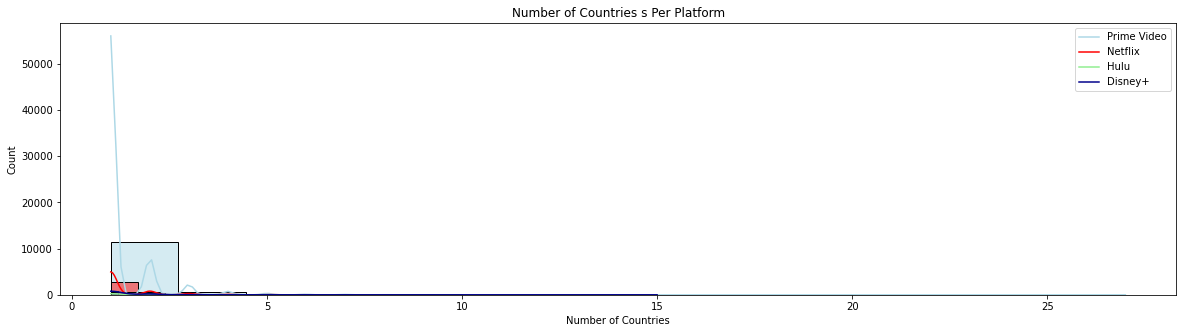 Number of Countries s Per Platform
Prime Video
Netflix
Hulu
Disney+
50000
40000
30000
20000
10000
0
Count
0 5 10 15 20 25
Number of Countries